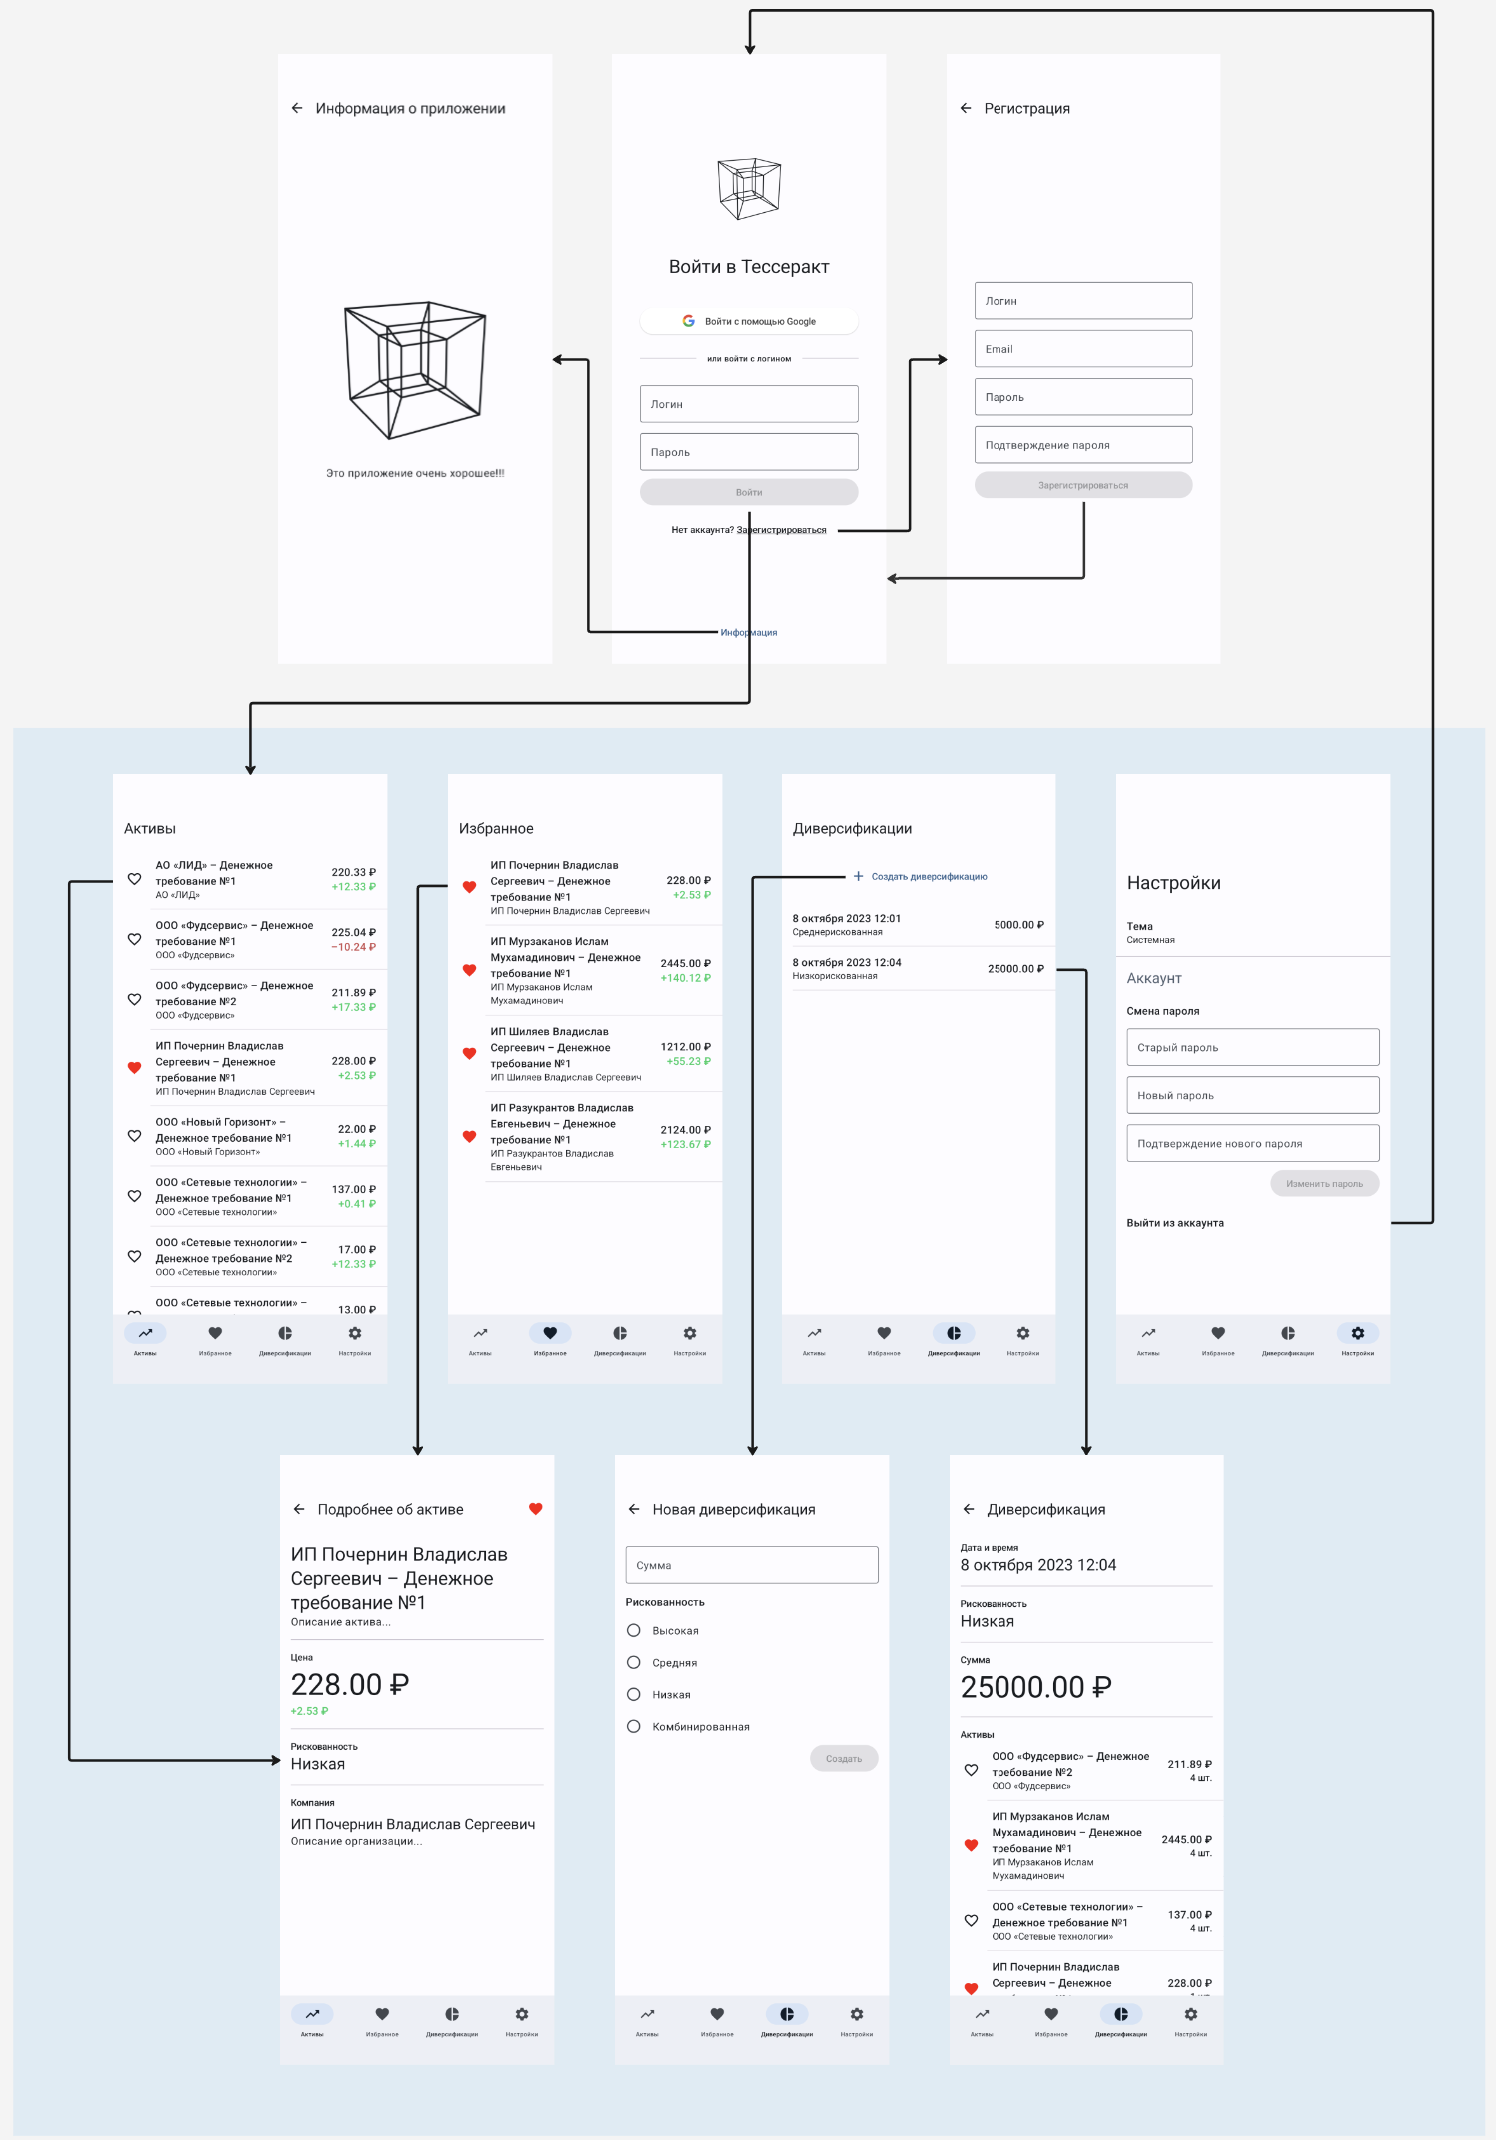 Информация о приложении
Это приложение очень хорошее!!!
Войти в Тессеракт
Войти с помощью Google
или войти с логином
Логин
Пароль
Войти
Нет аккаунта? Зарегистрироваться
Информация
Регистрация
Логин
Email
Пароль
Подтверждение пароля
Зарегистрироваться
Активы
АО «ЛИД» – Денежное
требование №1
АО «ЛИД»
220.33 ₽
+12.33 ₽
ООО «Фудсервис» – Денежное
требование №1
ООО «Фудсервис»
225.04 ₽
−10.24 ₽
ООО «Фудсервис» – Денежное
требование №2
ООО «Фудсервис»
211.89 ₽
+17.33 ₽
ИП Почернин Владислав
Сергеевич – Денежное
требование №1
ИП Почернин Владислав Сергеевич
228.00 ₽
+2.53 ₽
ООО «Новый Горизонт» –
Денежное требование №1
ООО «Новый Горизонт»
22.00 ₽
+1.44 ₽
ООО «Сетевые технологии» –
Денежное требование №1
ООО «Сетевые технологии»
137.00 ₽
+0.41 ₽
ООО «Сетевые технологии» –
Денежное требование №2
ООО «Сетевые технологии»
17.00 ₽
+12.33 ₽
ООО «Сетевые технологии» –
13.00 ₽
Активы
Избранное
Диверсификации
Настройки
Избранное
ИП Почернин Владислав
Сергеевич – Денежное
требование №1
ИП Почернин Владислав Сергеевич
228.00 ₽
+2.53 ₽
ИП Мурзаканов Ислам
Мухамадинович – Денежное
требование №1
ИП Мурзаканов Ислам
Мухамадинович
2445.00 ₽
+140.12 ₽
ИП Шиляев Владислав
Сергеевич – Денежное
требование №1
ИП Шиляев Владислав Сергеевич
1212.00 ₽
+55.23 ₽
ИП Разукрантов Владислав
Евгеньевич – Денежное
требование №1
ИП Разукрантов Владислав
Евгеньевич
2124.00 ₽
+123.67 ₽
Активы
Избранное
Диверсификации
Настройки
Диверсификации
Создать диверсификацию
8 октября 2023 12:01
Среднерискованная
5000.00 ₽
8 октября 2023 12:04
Низкорискованная
25000.00 ₽
Активы
Избранное
Диверсификации
Настройки
Настройки
Тема
Системная
Аккаунт
Смена пароля
Старый пароль
Новый пароль
Подтверждение нового пароля
Изменить пароль
Выйти из аккаунта
Активы
Избранное
Диверсификации
Настройки
Подробнее об активе
ИП Почернин Владислав
Сергеевич – Денежное
требование №1
Описание актива...
Цена
228.00 ₽
+2.53 ₽
Рискованность
Низкая
Компания
ИП Почернин Владислав Сергеевич
Описание организации...
Активы
Избранное
Диверсификации
Настройки
Новая диверсификация
Сумма
Рискованность
Высокая
Средняя
Низкая
Комбинированная
Создать
Активы
Избранное
Диверсификации
Настройки
Диверсификация
Дата и время
8 октября 2023 12:04
Рискованность
Низкая
Сумма
25000.00 ₽
Активы
ООО «Фудсервис» – Денежное
требование №2
ООО «Фудсервис»
211.89 ₽
4 шт.
ИП Мурзаканов Ислам
Мухамадинович – Денежное
требование №1
ИП Мурзаканов Ислам
Мухамадинович
2445.00 ₽
4 шт.
ООО «Сетевые технологии» –
Денежное требование №1
ООО «Сетевые технологии»
137.00 ₽
4 шт.
ИП Почернин Владислав
Сергеевич – Денежное
228.00 ₽
Активы
Избранное
Диверсификации
Настройки